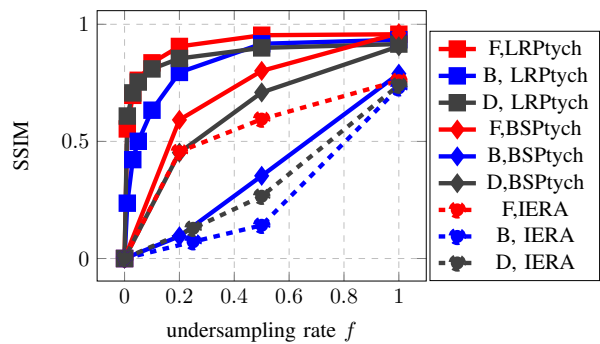 1
0.5
0
SSIM
0
0.2
0.4
0.6
0.8
1
undersampling rate f
F,LRPtych
B, LRPtych
D, LRPtych
F,BSPtych
B,BSPtych
D,BSPtych
F,IERA
B, IERA
D, IERA